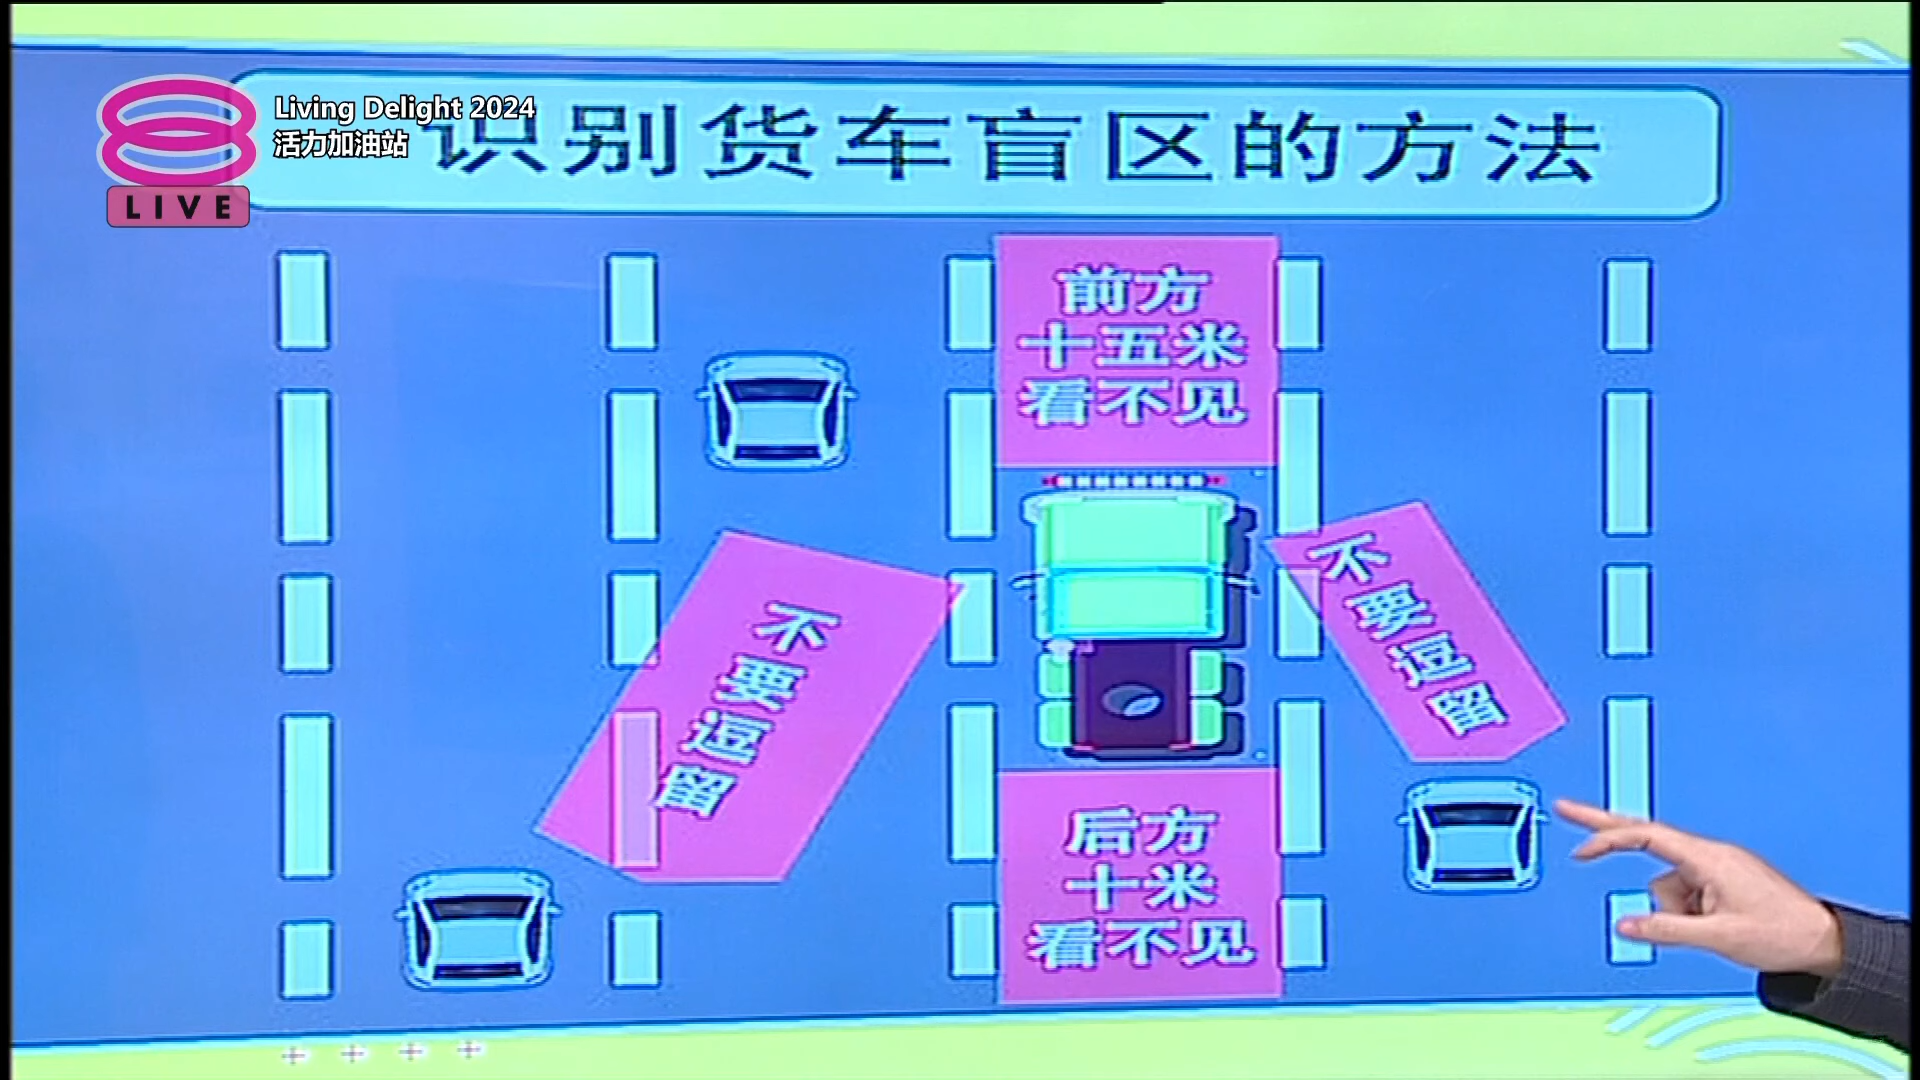 Living Delight 2024
活力加油站
LIVE
识别货车盲区的方法
前方
十五米
看不见
不要逗留
不要逗留
后方
十米
看不见